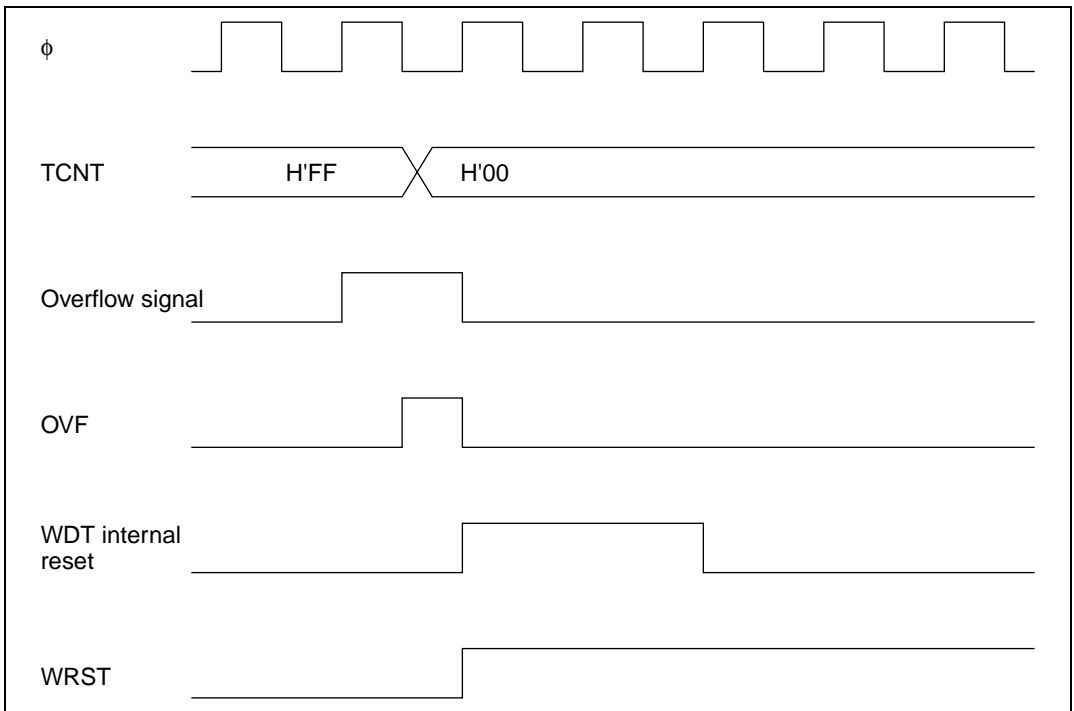 ϕ
TCNT
H'FF
H'00
Overflow signal
OVF
WDT internal
reset
WRST